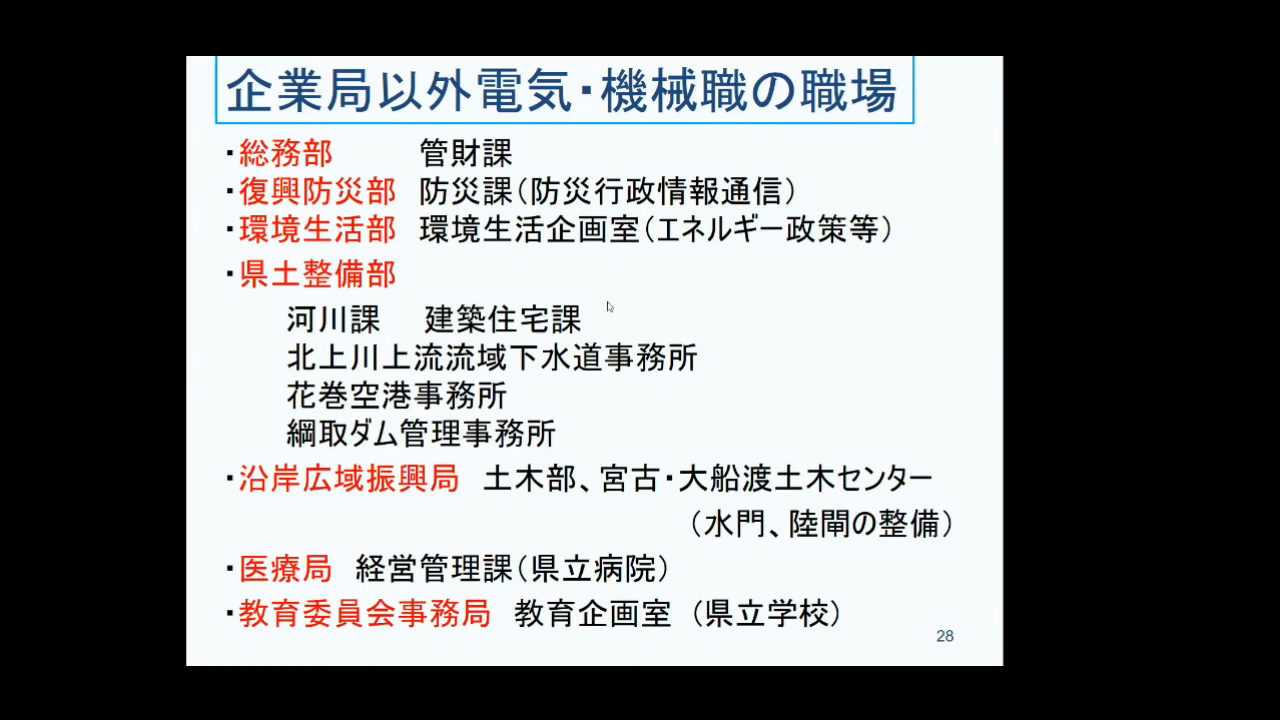 企業局以外電気・機械職の職場
・総務部　管財課
・復興防災部　防災課（防災行政情報通信）
・環境生活部　環境生活企画室（エネルギー政策等）
・県土整備部
河川課　建築住宅課
北上川上流流域下水道事務所
花巻空港事務所
綱取ダム管理事務所
・沿岸広域振興局　土木部、宮古・大船渡土木センター
（水門、陸閘の整備）
・医療局　経営管理課（県立病院）
・教育委員会事務局　教育企画室（県立学校）
28